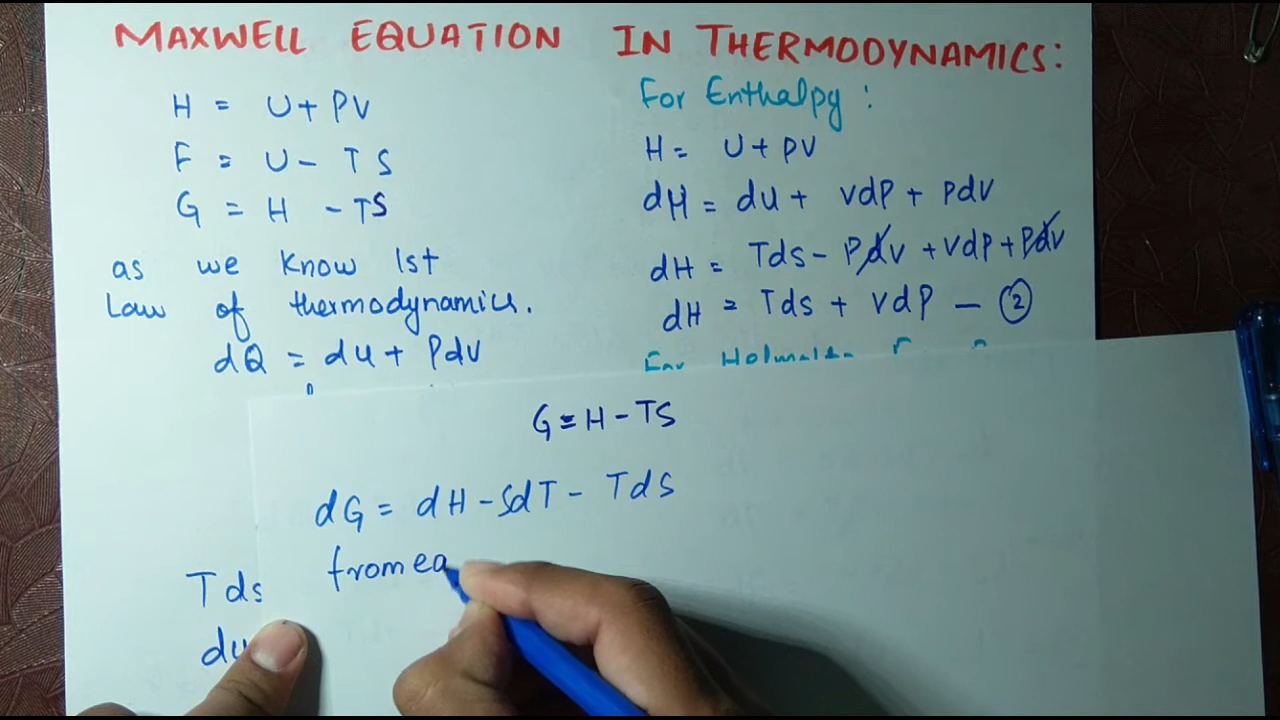 MAXWELL EQUATION IN THERMODYNAMICS:
H = U + PV
F = U - TS
G = H - TS
as we know 1st
Law of thermodynamics.
dQ = du + Pdv
Tds
du
For Enthalpy :
H = U + PV
dH = du + vdp + pdv
dH = Tds - Pdv + vdp + Pdv
dH = Tds + vdp — ②
For
G = H - TS
dG = dH - SdT - TdS
from eq